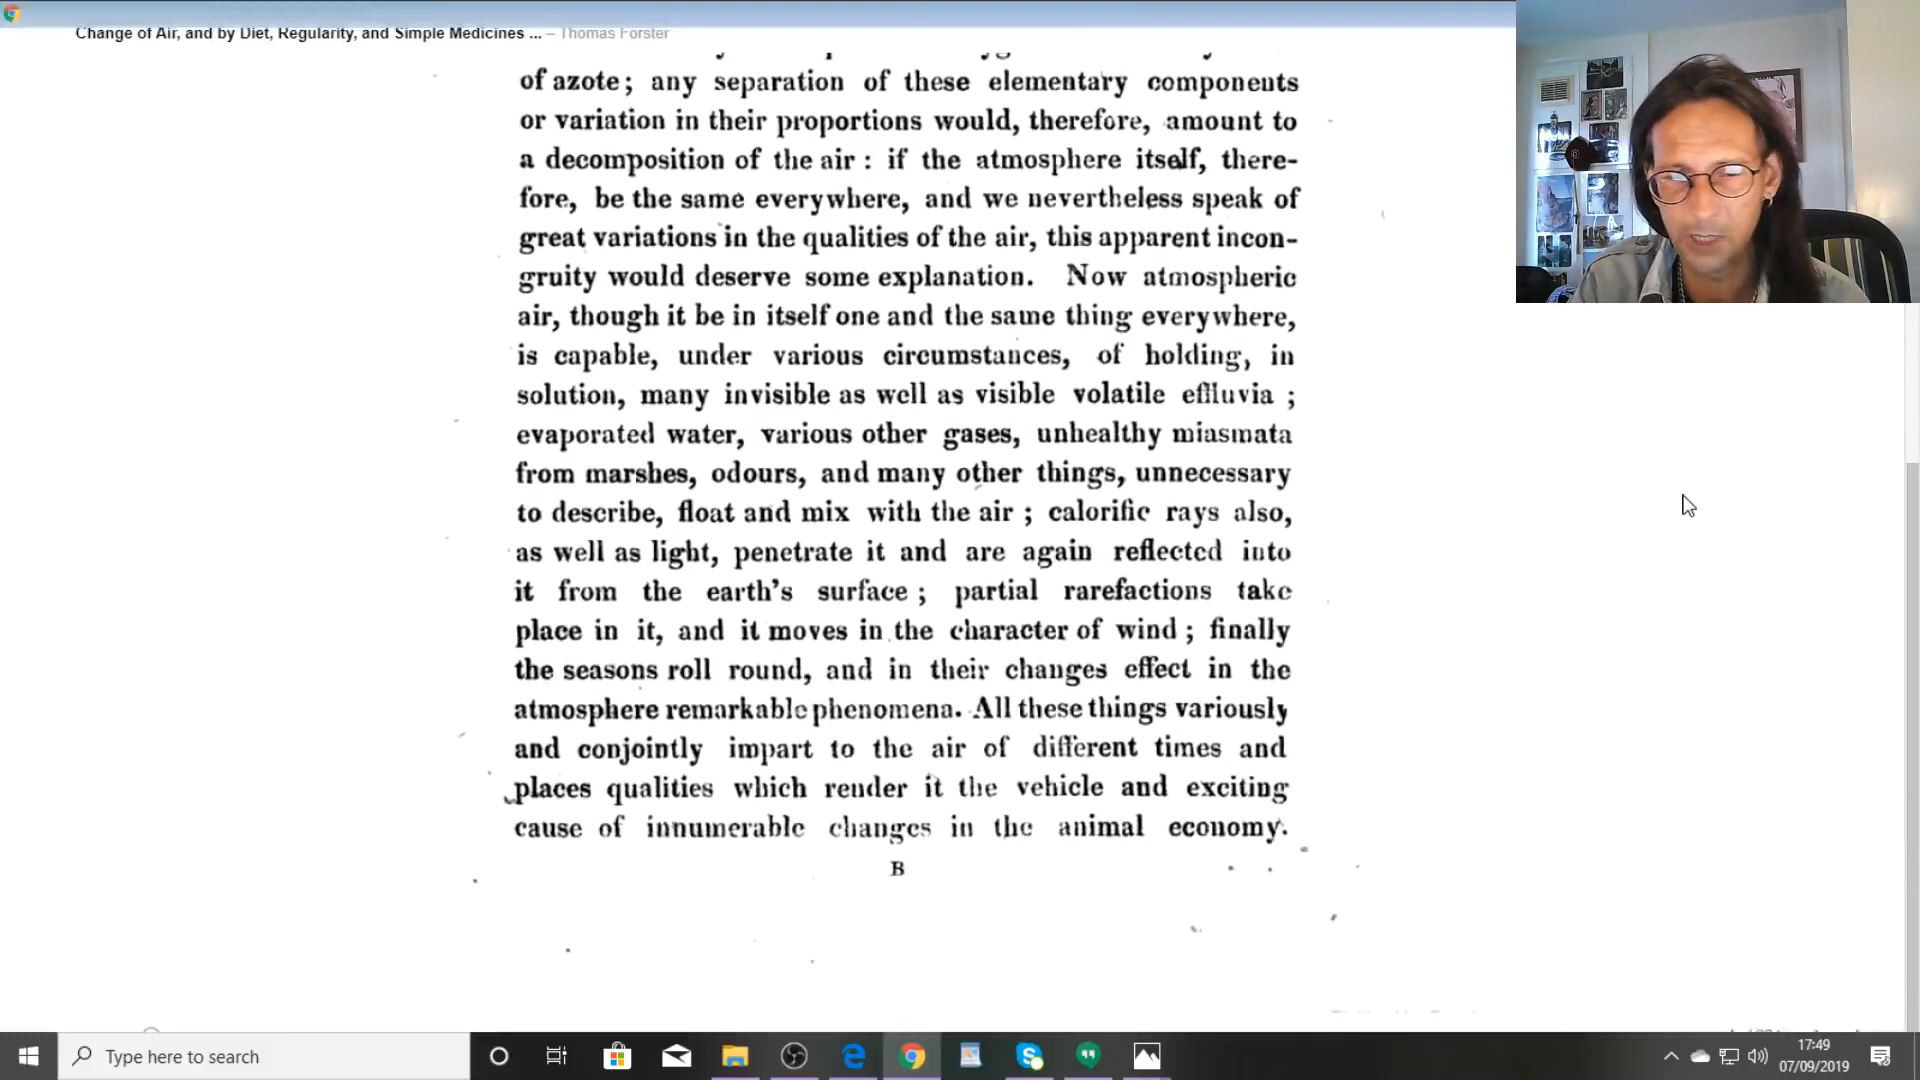 Change of Air, and by Diet, Regularity, and Simple Medicines ... – Thomas Forster
of azote; any separation of these elementary components
or variation in their proportions would, therefore, amount to
a decomposition of the air : if the atmosphere itself, there-
fore, be the same everywhere, and we nevertheless speak of
great variations in the qualities of the air, this apparent incon-
gruity would deserve some explanation. Now atmospheric
air, though it be in itself one and the same thing everywhere,
is capable, under various circumstances, of holding, in
solution, many invisible as well as visible volatile effluvia ;
evaporated water, various other gases, unhealthy miasmata
from marshes, odours, and many other things, unnecessary
to describe, float and mix with the air ; calorific rays also,
as well as light, penetrate it and are again reflected into
it from the earth's surface ; partial rarefactions take
place in it, and it moves in the character of wind ; finally
the seasons roll round, and in their changes effect in the
atmosphere remarkable phenomena. All these things variously
and conjointly impart to the air of different times and
places qualities which render it the vehicle and exciting
cause of innumerable changes in the animal economy.
B
Type here to search
17:49
07/09/2019